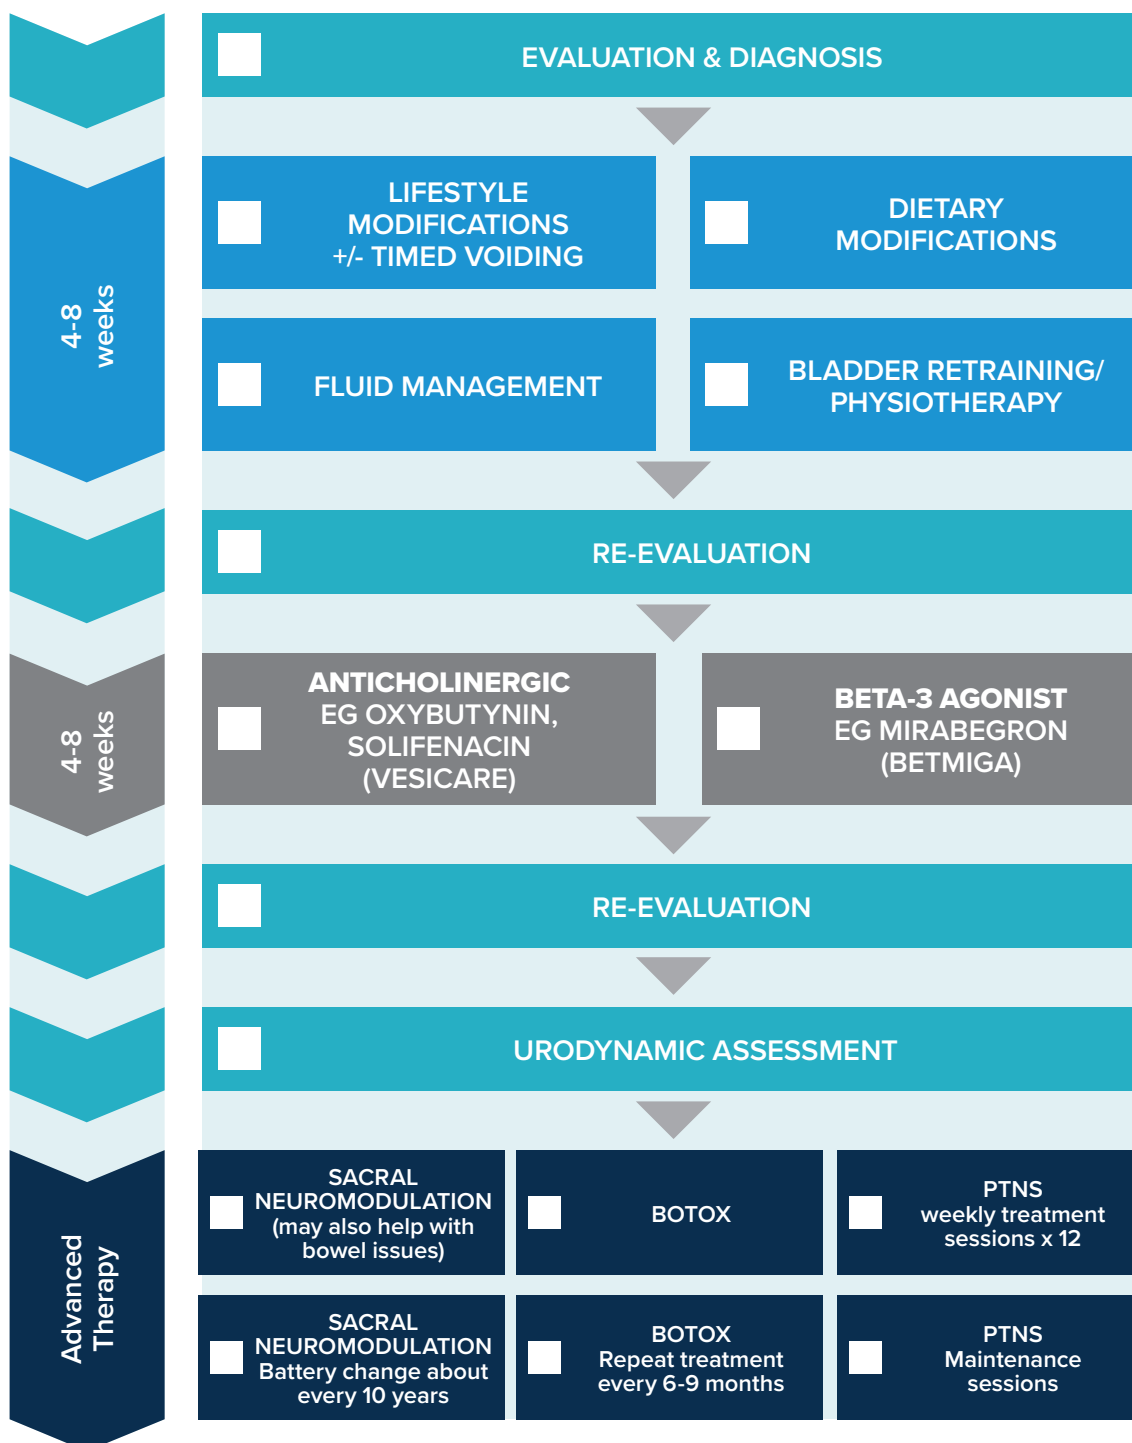 EVALUATION & DIAGNOSIS
4-8
weeks
LIFESTYLE
MODIFICATIONS
+/- TIMED VOIDING
DIETARY
MODIFICATIONS
FLUID MANAGEMENT
BLADDER RETRAINING/
PHYSIOTHERAPY
RE-EVALUATION
4-8
weeks
ANTICHOLINERGIC
EG OXYBUTYNIN,
SOLIFENACIN
(VESICARE)
BETA-3 AGONIST
EG MIRABEGRON
(BETMIGA)
RE-EVALUATION
URODYNAMIC ASSESSMENT
Advanced
Therapy
SACRAL
NEUROMODULATION
(may also help with
bowel issues)
BOTOX
PTNS
weekly treatment
sessions x 12
SACRAL
NEUROMODULATION
Battery change about
every 10 years
BOTOX
Repeat treatment
every 6-9 months
PTNS
Maintenance
sessions